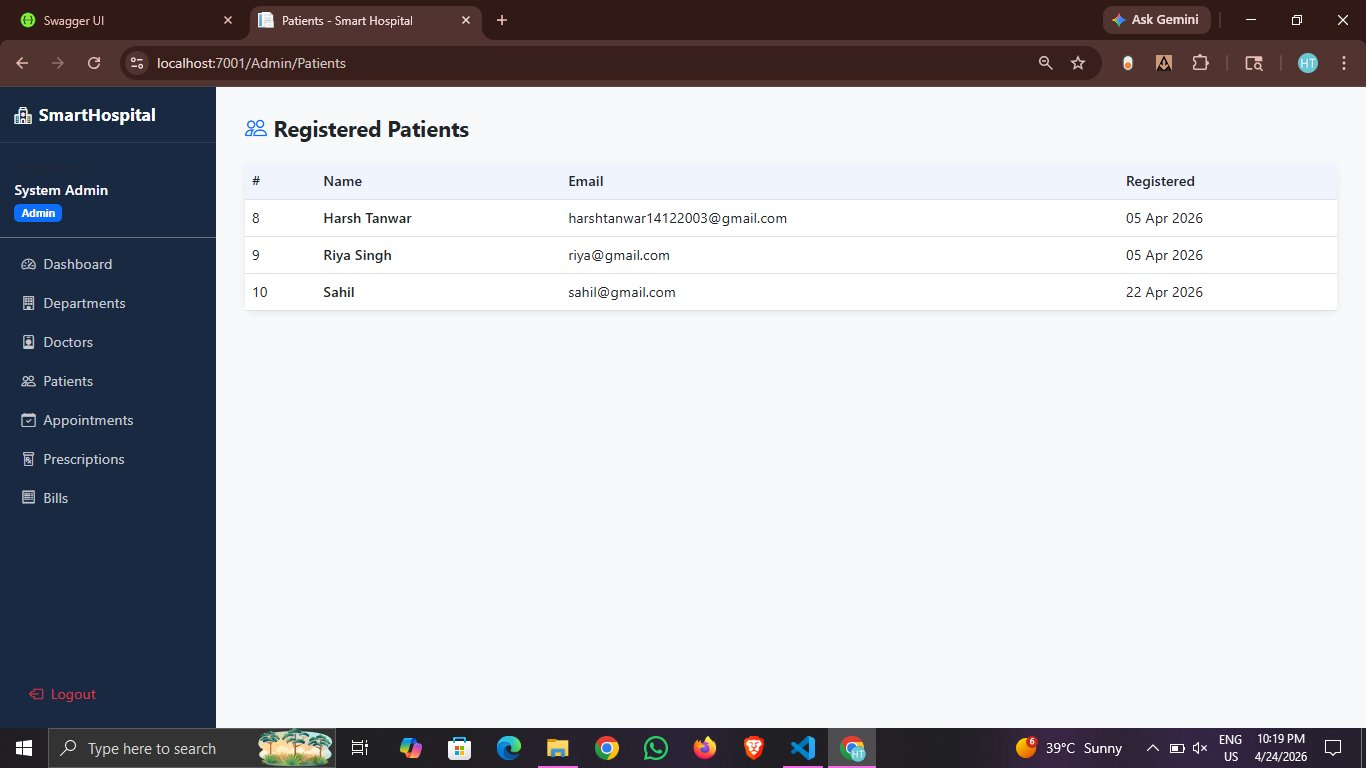 Swagger UI
Patients - Smart Hospital
Ask Gemini
localhost:7001/Admin/Patients
HT
SmartHospital
System Admin
Admin
Dashboard
Departments
Doctors
Patients
Appointments
Prescriptions
Bills
Logout
Registered Patients
# Name Email Registered
8 Harsh Tanwar harshtanwar14122003@gmail.com 05 Apr 2026
9 Riya Singh riya@gmail.com 05 Apr 2026
10 Sahil sahil@gmail.com 22 Apr 2026
Type here to search
HT
6
39°C Sunny
ENG
US
10:19 PM
4/24/2026